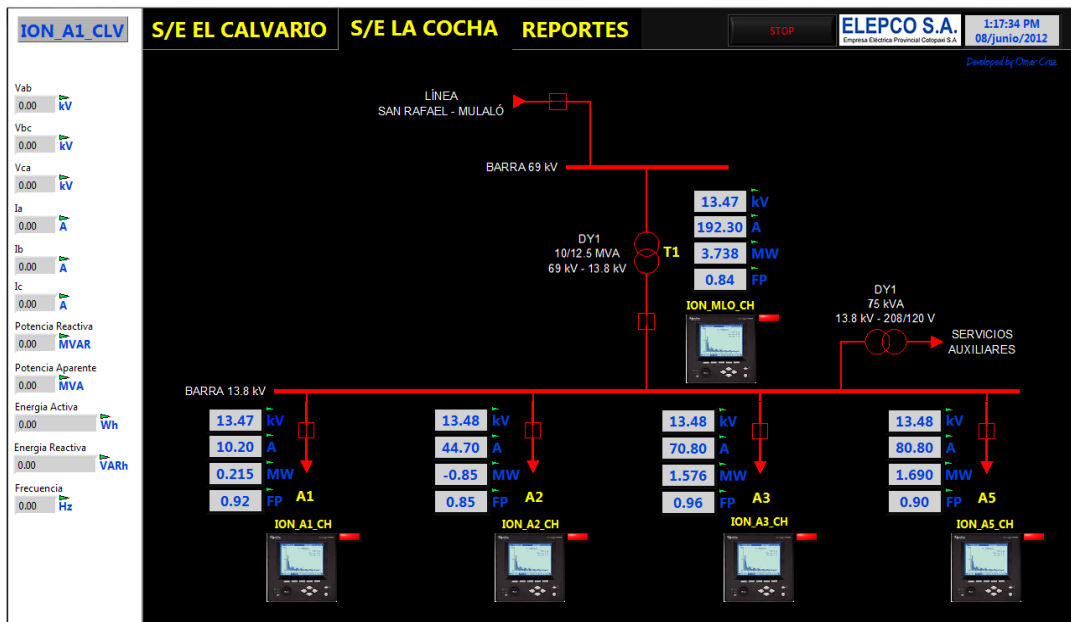 ION_A1_CLV
S/E EL CALVARIO
S/E LA COCHA
REPORTES
STOP
ELEPCO S.A.
Empresa Eléctrica Provincial Cotopaxi S.A
1:17:34 PM
08/junio/2012
Developed by Omer Cruz
Vab
0.00 kV
Vbc
0.00 kV
Vca
0.00 kV
Ia
0.00 A
Ib
0.00 A
Ic
0.00 A
Potencia Reactiva
0.00 MVAR
Potencia Aparente
0.00 MVA
Energia Activa
0.00 Wh
Energia Reactiva
0.00 VARh
Frecuencia
0.00 Hz
LÍNEA
SAN RAFAEL - MULALÓ
BARRA 69 kV
DY1
10/12.5 MVA
69 kV - 13.8 kV
T1
13.47 kV
192.30 A
3.738 MW
0.84 FP
ION_MLO_CH
DY1
75 kVA
13.8 kV - 208/120 V
SERVICIOS
AUXILIARES
BARRA 13.8 kV
13.47 kV
10.20 A
0.215 MW
0.92 FP
A1
ION_A1_CH
13.48 kV
44.70 A
-0.85 MW
0.85 FP
A2
ION_A2_CH
13.48 kV
70.80 A
1.576 MW
0.96 FP
A3
ION_A3_CH
13.48 kV
80.80 A
1.690 MW
0.90 FP
A5
ION_A5_CH